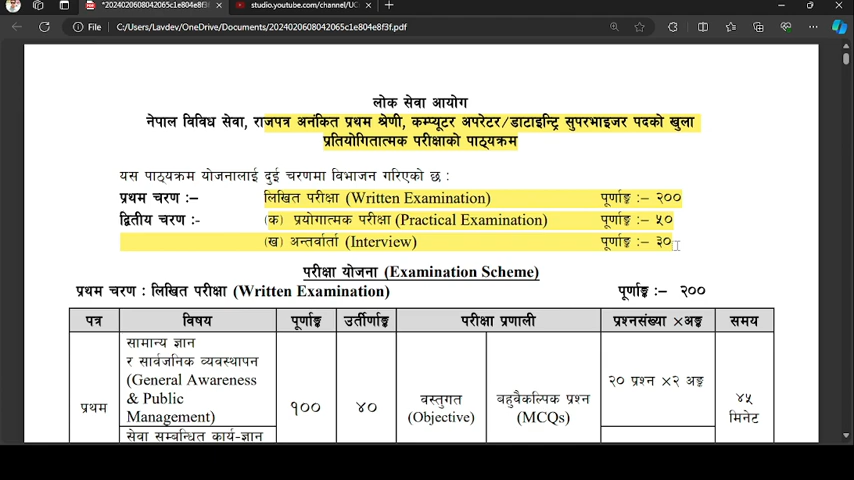 *2024020608042065c1e804e8f3
studio.youtube.com/channel/UC
File
C:/Users/Lavdev/OneDrive/Documents/2024020608042065c1e804e8f3bf.pdf
लोक सेवा आयोग
नेपाल विविध सेवा, राजपत्र अनंकित प्रथम श्रेणी, कम्प्यूटर अपरेटर/डाटाइन्ट्रि सुपरभाइजर पदको खुला
प्रतियोगितात्मक परीक्षाको पाठ्यक्रम
यस पाठ्यक्रम योजनालाई दुई चरणमा विभाजन गरिएको छ :
प्रथम चरण :– लिखित परीक्षा (Written Examination) पूर्णाङ्क :– २००
द्वितीय चरण :- (क) प्रयोगात्मक परीक्षा (Practical Examination) पूर्णाङ्क :– ५०
(ख) अन्तर्वार्ता (Interview) पूर्णाङ्क :– ३०
परीक्षा योजना (Examination Scheme)
प्रथम चरण : लिखित परीक्षा (Written Examination) पूर्णाङ्क :– २००
पत्र विषय पूर्णाङ्क उर्तीर्णाङ्क परीक्षा प्रणाली प्रश्नसंख्या ×अङ्क समय
सामान्य ज्ञान
र सार्वजनिक व्यवस्थापन
(General Awareness
& Public
Management)
सेवा सम्बन्धित कार्य-ज्ञान
प्रथम
१००
४०
वस्तुगत
(Objective)
वहुवैकल्पिक प्रश्न
(MCQs)
२० प्रश्न ×२ अङ्क
४५
मिनेट